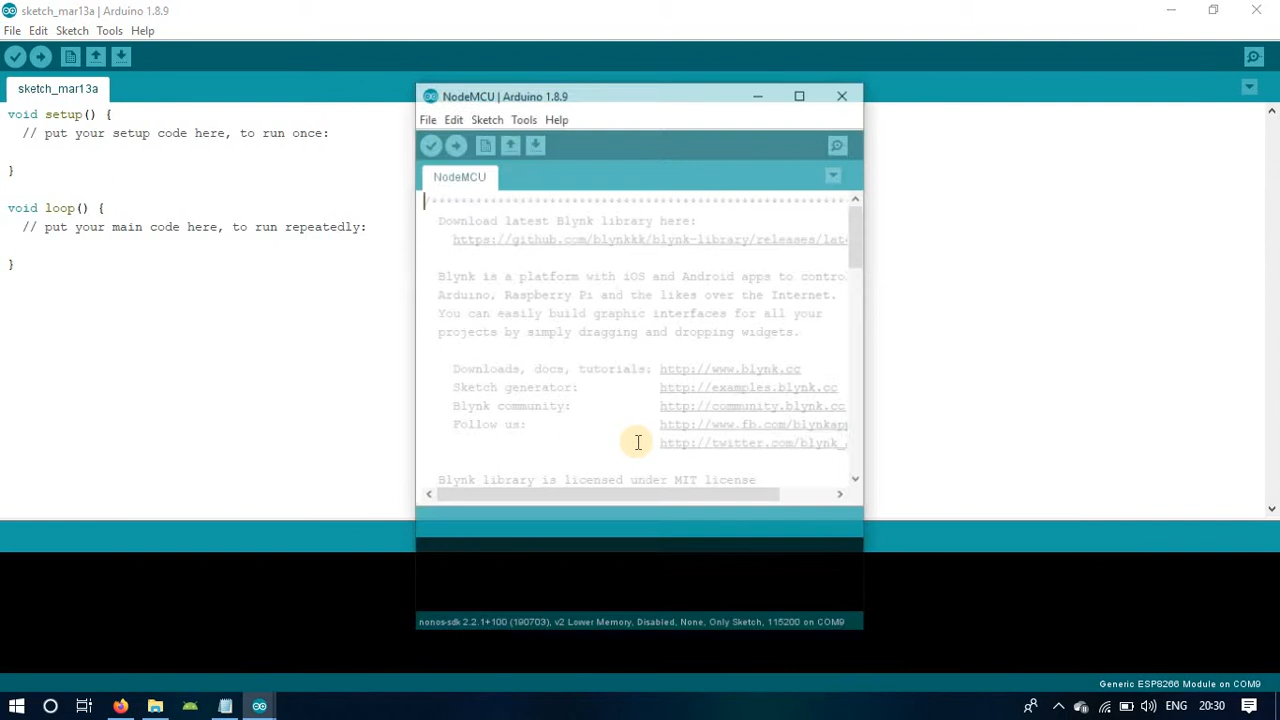 sketch_mar13a | Arduino 1.8.9
File Edit Sketch Tools Help
sketch_mar13a
void setup() {
// put your setup code here, to run once:
}
void loop() {
// put your main code here, to run repeatedly:
}
NodeMCU | Arduino 1.8.9
File Edit Sketch Tools Help
NodeMCU
Download latest Blynk library here:
https://github.com/blynkkk/blynk-library/releases/late
Blynk is a platform with iOS and Android apps to contro
Arduino, Raspberry Pi and the likes over the Internet.
You can easily build graphic interfaces for all your
projects by simply dragging and dropping widgets.
Downloads, docs, tutorials: http://www.blynk.cc
Sketch generator: http://examples.blynk.cc
Blynk community: http://community.blynk.cc
Follow us: http://www.fb.com/blynkapp
http://twitter.com/blynk_
Blynk library is licensed under MIT license
nonos-sdk 2.2.1+100 (190703), v2 Lower Memory, Disabled, None, Only Sketch, 115200 on COM9
Generic ESP8266 Module on COM9
ENG 20:30